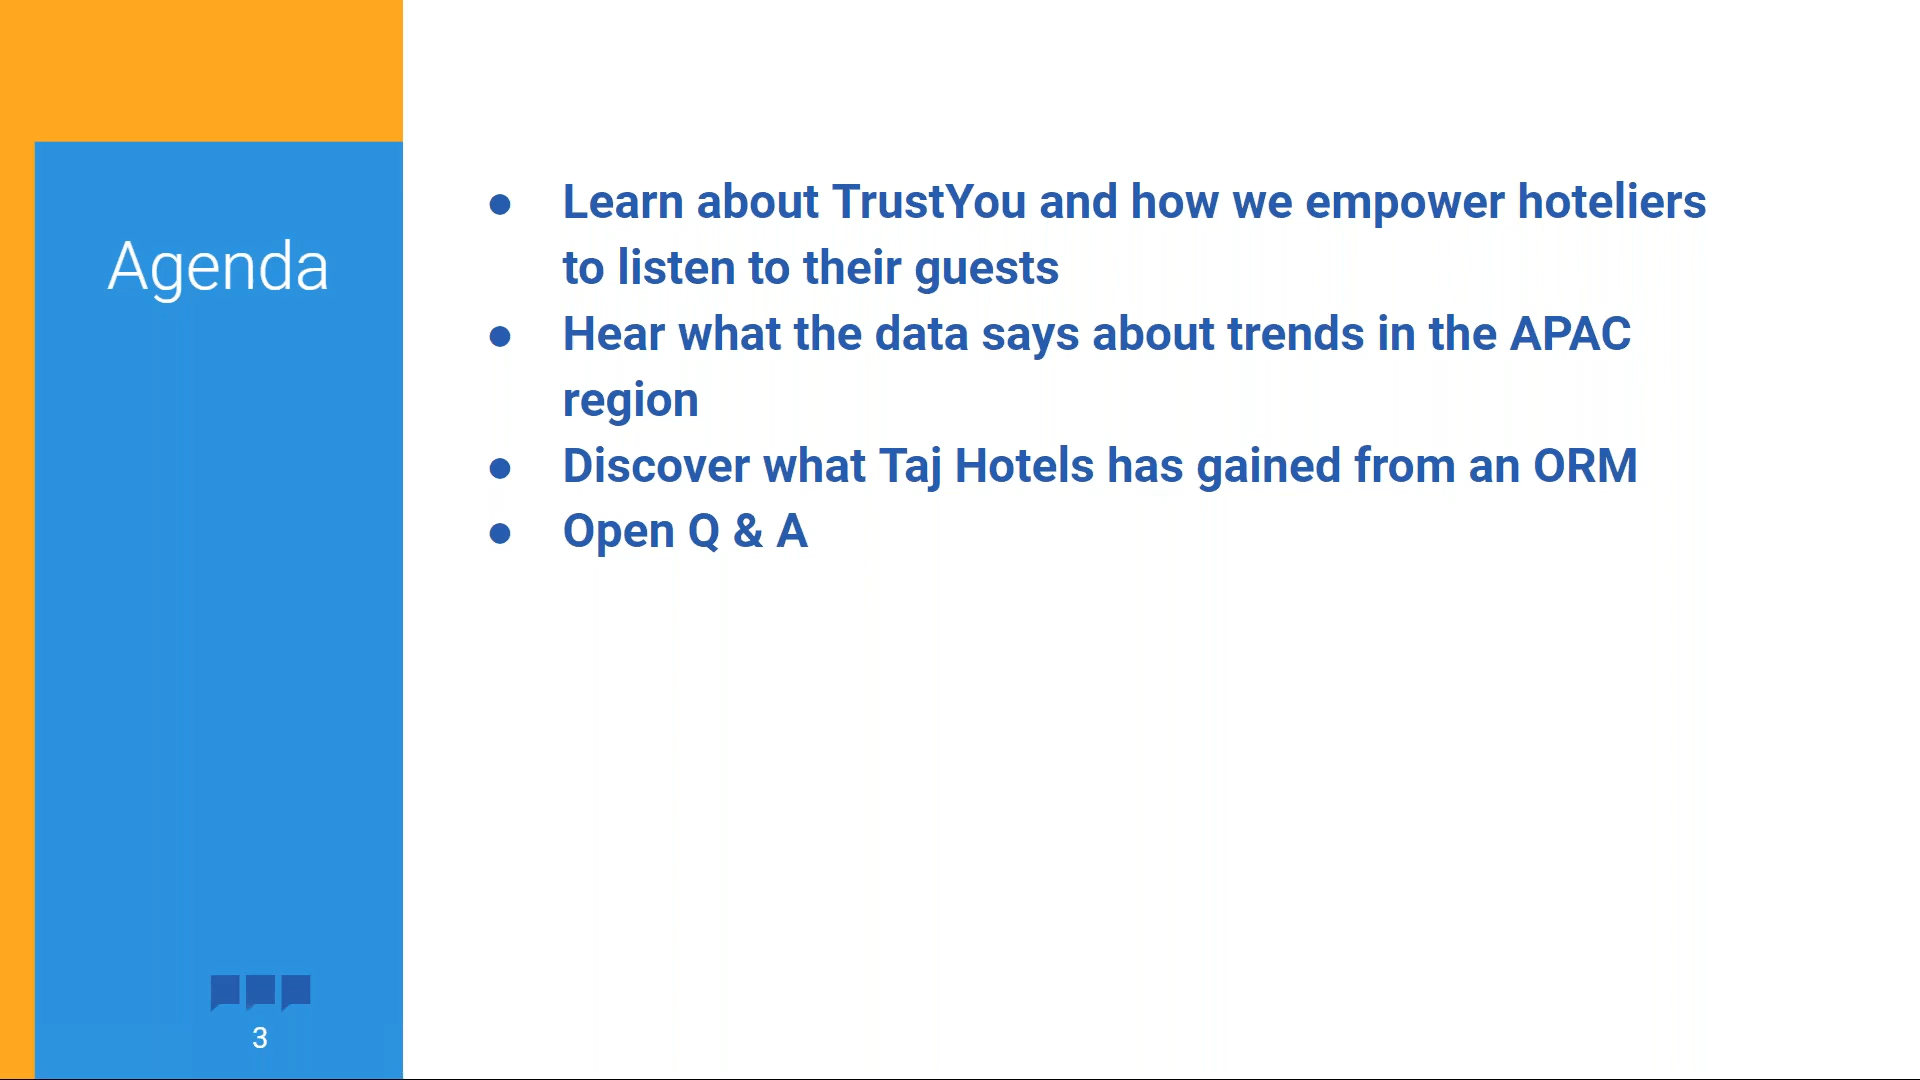 Agenda
● Learn about TrustYou and how we empower hoteliers
to listen to their guests
● Hear what the data says about trends in the APAC
region
● Discover what Taj Hotels has gained from an ORM
● Open Q & A
3